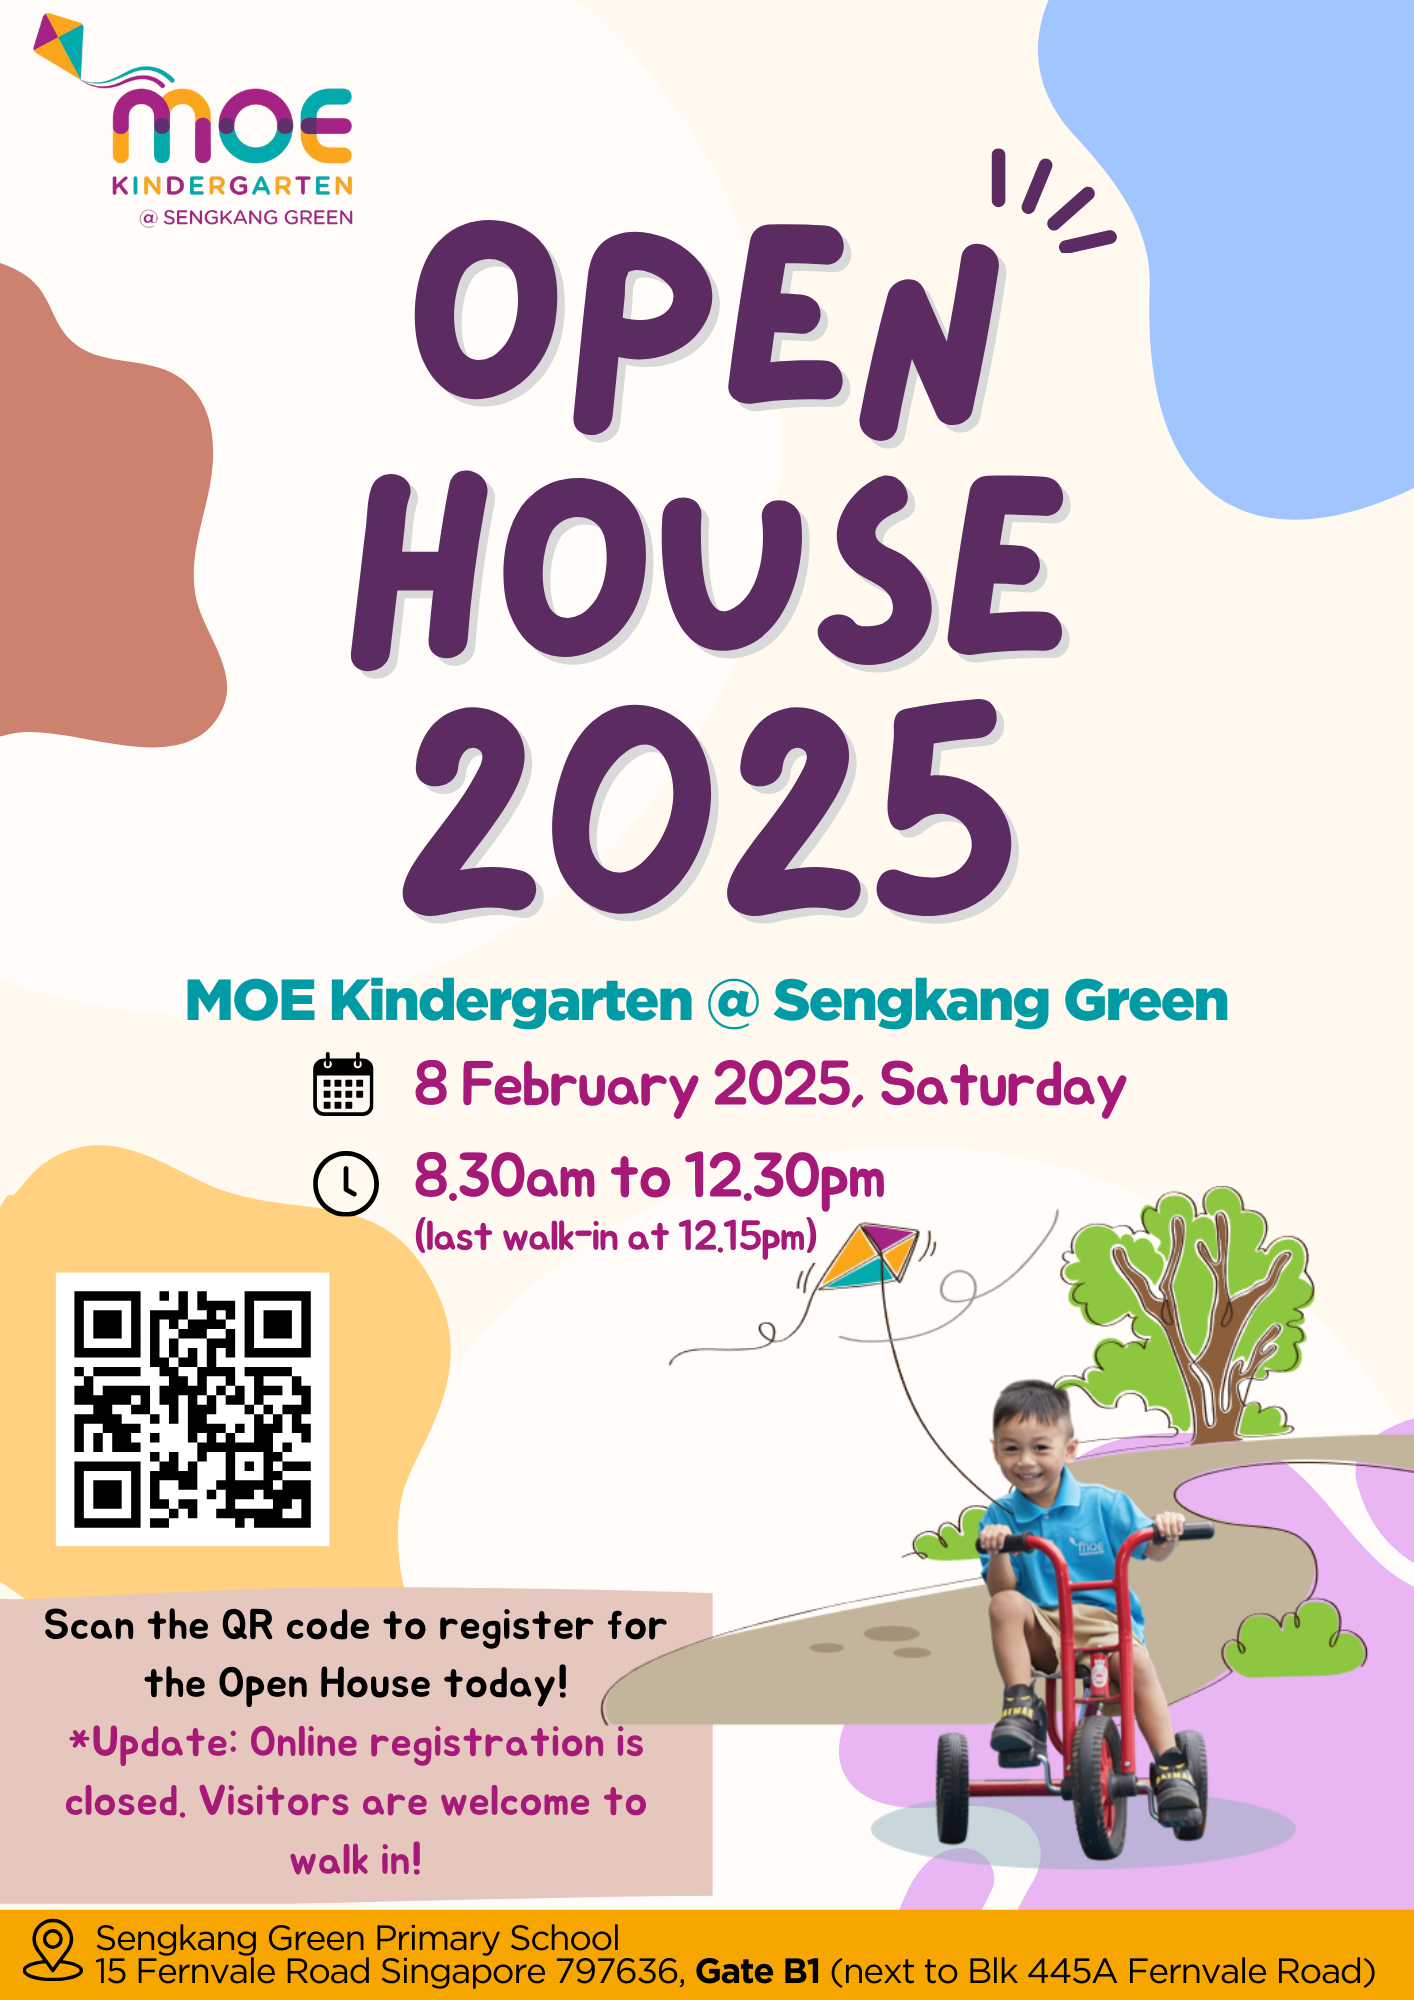 MOE
KINDERGARTEN
@ SENGKANG GREEN
OPEN
HOUSE
2025
MOE Kindergarten @ Sengkang Green
8 February 2025, Saturday
8.30am to 12.30pm
(last walk-in at 12.15pm)
moe
BATMAN
BATMAN
Scan the QR code to register for
the Open House today!
*Update: Online registration is
closed. Visitors are welcome to
walk in!
Sengkang Green Primary School
15 Fernvale Road Singapore 797636, Gate B1 (next to Blk 445A Fernvale Road)